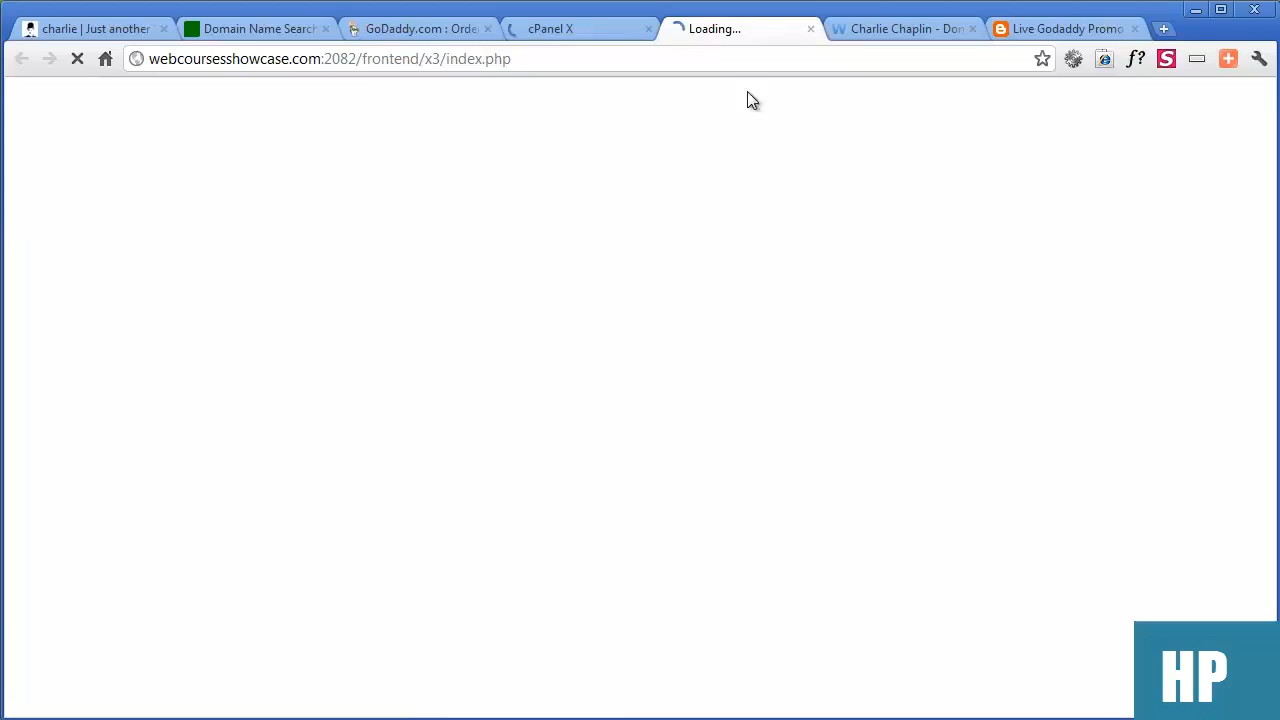 charlie | Just another
Domain Name Search
GoDaddy.com : Orde
cPanel X
Loading...
Charlie Chaplin - Don
Live Godaddy Promo
webcoursesshowcase.com:2082/frontend/x3/index.php
f?
S
HP